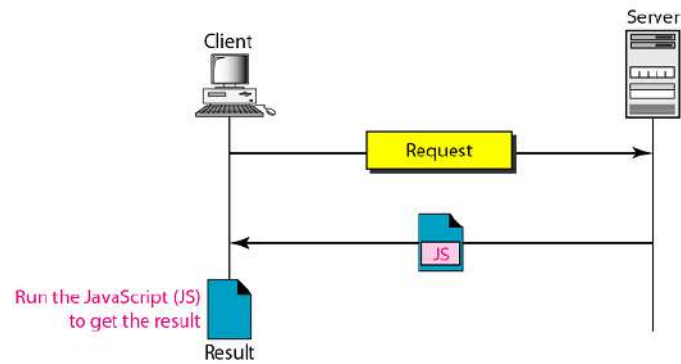 Server
Client
Request
JS
Run the JavaScript (JS)
to get the result
Result